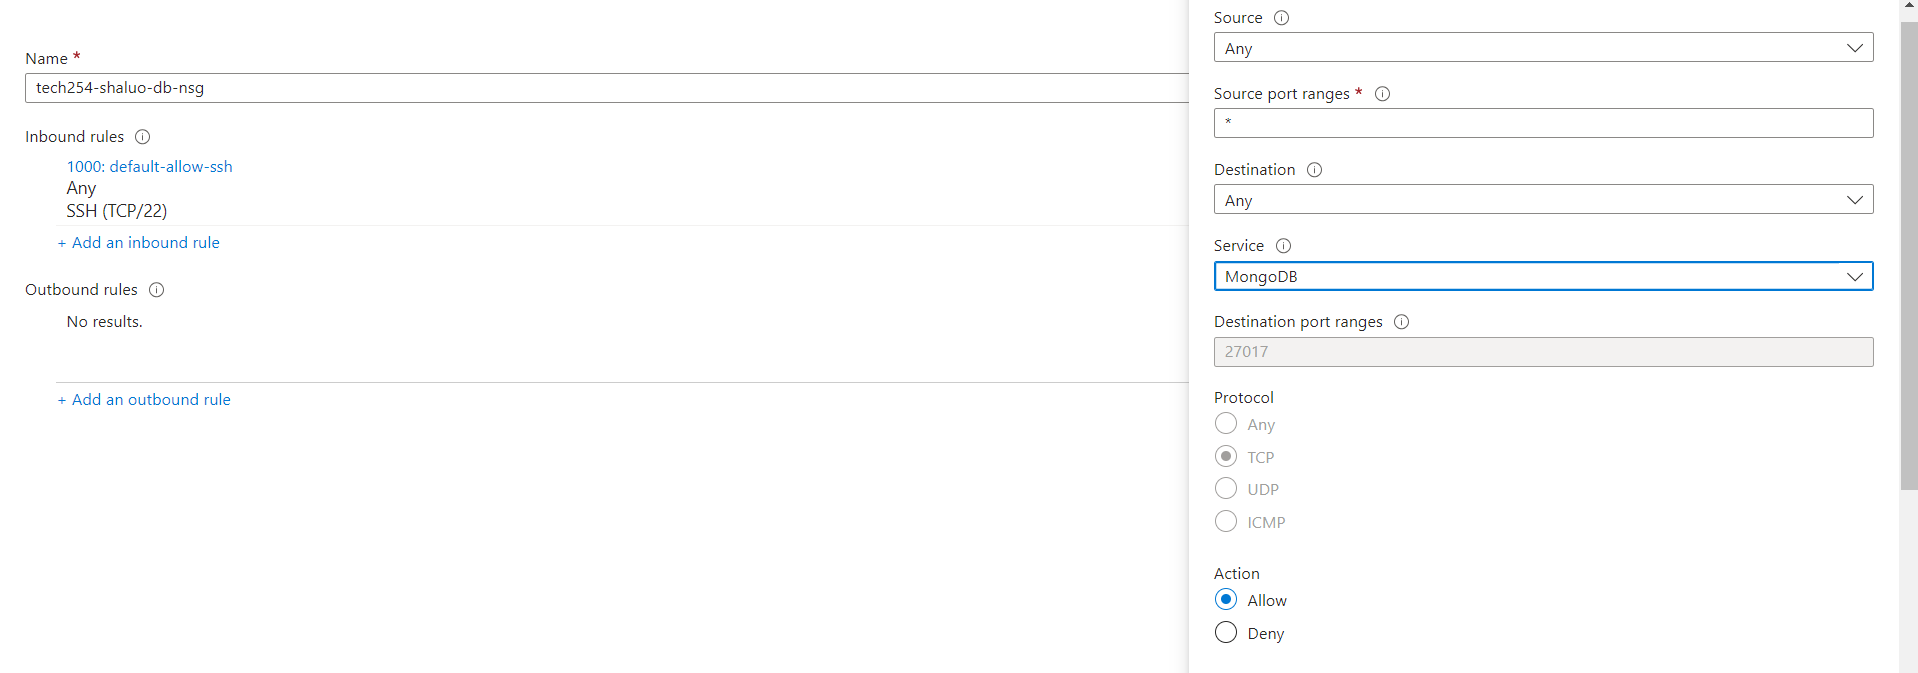 Name *
tech254-shaluo-db-nsg
Inbound rules
1000: default-allow-ssh
Any
SSH (TCP/22)
+ Add an inbound rule
Outbound rules
No results.
+ Add an outbound rule
Source
Any
Source port ranges *
*
Destination
Any
Service
MongoDB
Destination port ranges
27017
Protocol
Any
TCP
UDP
ICMP
Action
Allow
Deny